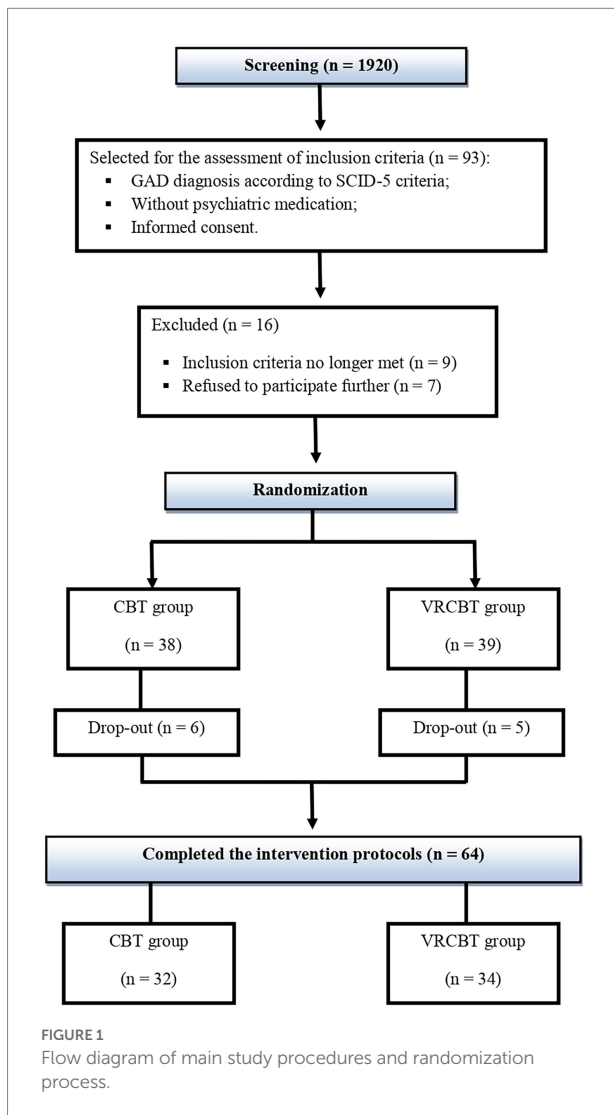 Screening (n = 1920)
Selected for the assessment of inclusion criteria (n = 93):
▪ GAD diagnosis according to SCID-5 criteria;
▪ Without psychiatric medication;
▪ Informed consent.
Excluded (n = 16)
▪ Inclusion criteria no longer met (n = 9)
▪ Refused to participate further (n = 7)
Randomization
CBT group
(n = 38)
VRCBT group
(n = 39)
Drop-out (n = 6)
Drop-out (n = 5)
Completed the intervention protocols (n = 64)
CBT group
(n = 32)
VRCBT group
(n = 34)
FIGURE 1
Flow diagram of main study procedures and randomization
process.